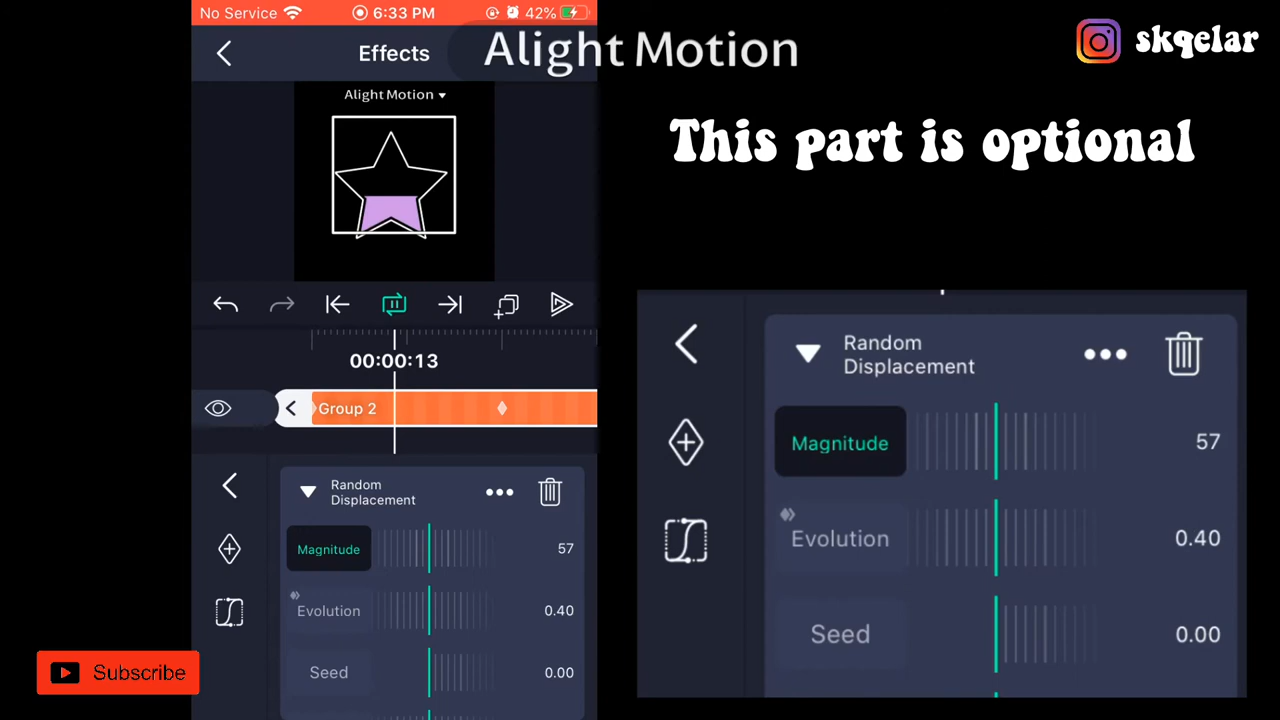 No Service 6:33 PM 42%
Effects
Alight Motion
skqelar
Alight Motion
This part is optional
00:00:13
Group 2
Random
Displacement
Magnitude 57
Evolution 0.40
Seed 0.00
Random
Displacement
Magnitude 57
Evolution 0.40
Seed 0.00
Subscribe